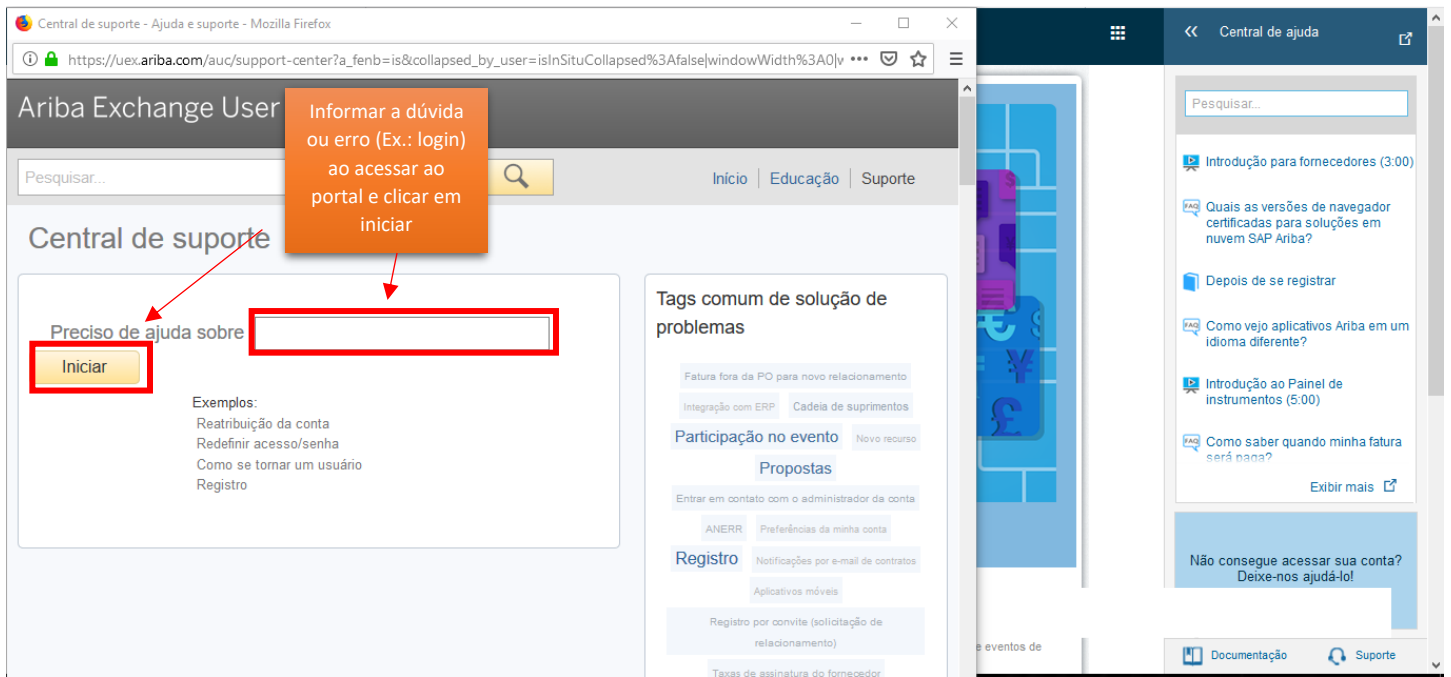 Central de suporte - Ajuda e suporte - Mozilla Firefox
https://uex.ariba.com/auc/support-center?a_fenb=is&collapsed_by_user=isInSituCollapsed%3Afalse|windowWidth%3A0|v
Ariba Exchange User
Informar a dúvida
ou erro (Ex.: login)
ao acessar ao
portal e clicar em
iniciar
Pesquisar...
Início
Educação
Suporte
Central de suporte
Preciso de ajuda sobre
Iniciar
Exemplos:
Reatribuição da conta
Redefinir acesso/senha
Como se tornar um usuário
Registro
Tags comum de solução de
problemas
Fatura fora da PO para novo relacionamento
Integração com ERP
Cadeia de suprimentos
Participação no evento
Novo recurso
Propostas
Entrar em contato com o administrador da conta
ANERR
Preferências da minha conta
Registro
Notificações por e-mail de contratos
Aplicativos móveis
Registro por convite (solicitação de
relacionamento)
Taxas de assinatura do fornecedor
e eventos de
Central de ajuda
Pesquisar...
Introdução para fornecedores (3:00)
FAQ
Quais as versões de navegador
certificadas para soluções em
nuvem SAP Ariba?
Depois de se registrar
FAQ
Como vejo aplicativos Ariba em um
idioma diferente?
Introdução ao Painel de
instrumentos (5:00)
FAQ
Como saber quando minha fatura
será paga?
Exibir mais
Não consegue acessar sua conta?
Deixe-nos ajudá-lo!
Documentação
Suporte